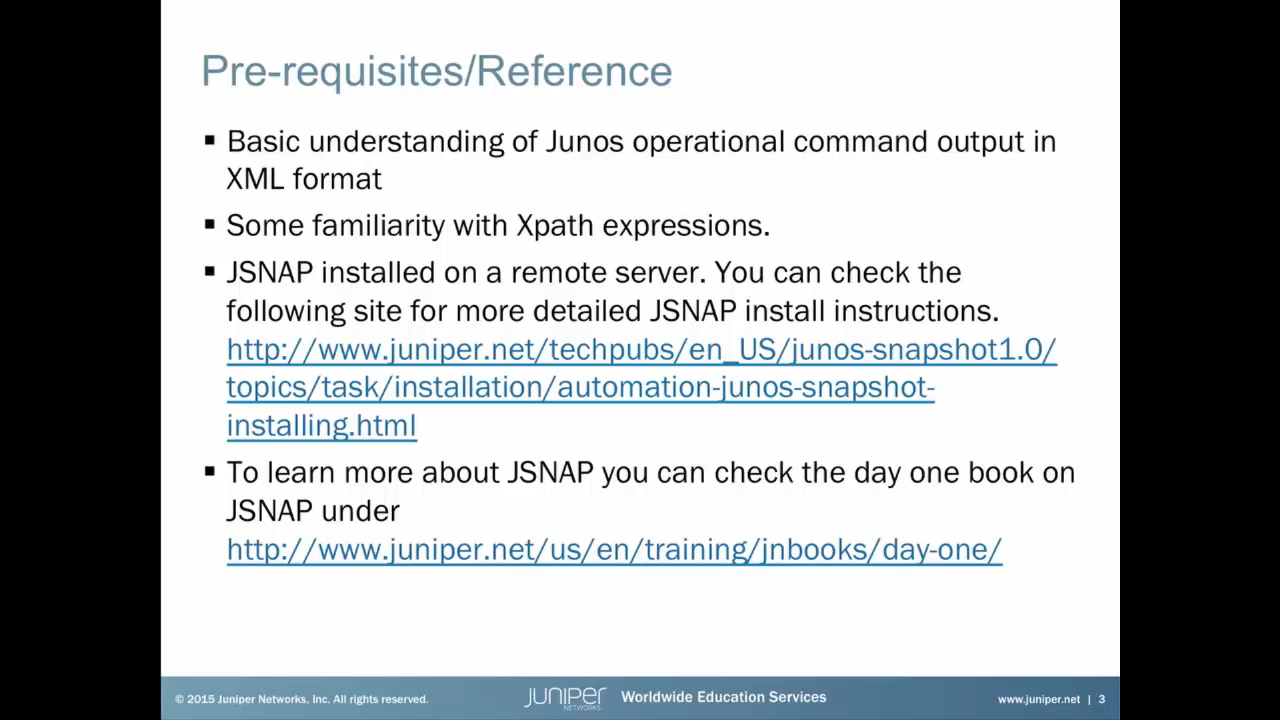 Pre-requisites/Reference
▪ Basic understanding of Junos operational command output in
XML format
▪ Some familiarity with Xpath expressions.
▪ JSNAP installed on a remote server. You can check the
following site for more detailed JSNAP install instructions.
http://www.juniper.net/techpubs/en_US/junos-snapshot1.0/
topics/task/installation/automation-junos-snapshot-
installing.html
▪ To learn more about JSNAP you can check the day one book on
JSNAP under
http://www.juniper.net/us/en/training/jnbooks/day-one/
© 2015 Juniper Networks, Inc. All rights reserved.
JUNIPER
NETWORKS
Worldwide Education Services
www.juniper.net | 3